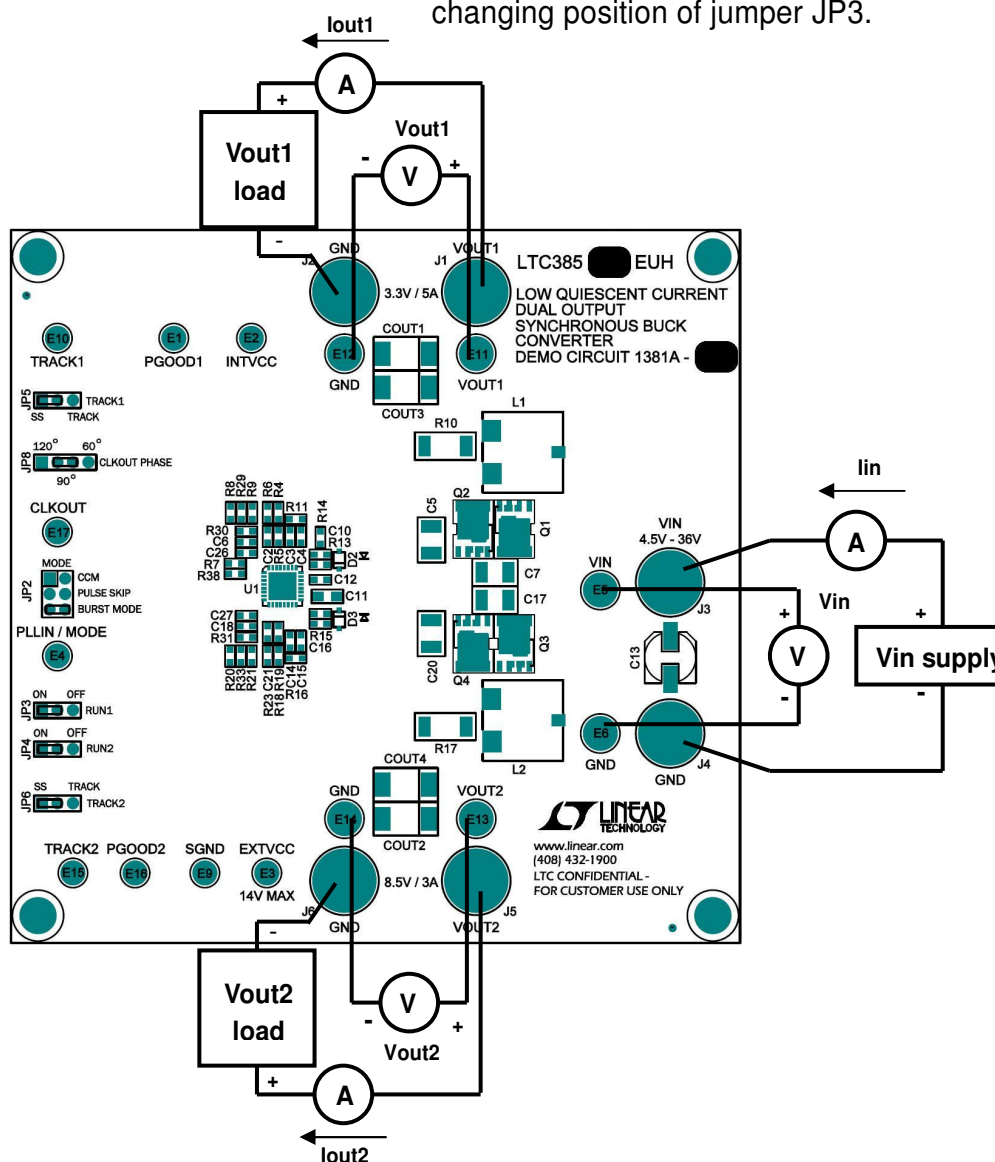 changing position of jumper JP3.
Iout1
A
+
Vout1
load
-
Vout1
-
V
+
GND
J2
VOUT1
J1
3.3V / 5A
LTC385
EUH
LOW QUIESCENT CURRENT
DUAL OUTPUT
SYNCHRONOUS BUCK
CONVERTER
DEMO CIRCUIT 1381A -
E10
TRACK1
E1
PGOOD1
E2
INTVCC
E12
GND
COUT1
COUT3
E11
VOUT1
JP5
TRACK1
SS
TRACK
JP8
120°
60°
90°
CLKOUT PHASE
CLKOUT
E17
JP2
MODE
CCM
PULSE SKIP
BURST MODE
PLLIN / MODE
E4
JP3
ON
OFF
RUN1
JP4
ON
OFF
RUN2
JP6
SS
TRACK
TRACK2
R8
R29
R9
R6
R4
R11
R14
R30
C6
C26
R7
R38
C2
R5
C3
C4
C10
R13
D2
U1
C12
C11
C27
C18
R31
R15
C16
D3
R20
R33
R21
R23
C21
R18
R19
C14
C15
R16
R10
L1
C5
Q2
Q1
C7
C17
C20
Q4
Q3
R17
L2
VIN
E5
VIN
4.5V - 36V
J3
C13
E6
GND
J4
GND
Iin
A
Vin
+
V
-
+
Vin supply
-
COUT4
COUT2
GND
E14
VOUT2
E13
8.5V / 3A
J6
GND
J5
VOUT2
LINEAR
TECHNOLOGY
www.linear.com
(408) 432-1900
LTC CONFIDENTIAL -
FOR CUSTOMER USE ONLY
TRACK2
E15
PGOOD2
E16
SGND
E9
EXTVCC
E3
14V MAX
-
Vout2
load
+
-
V
+
Vout2
A
Iout2